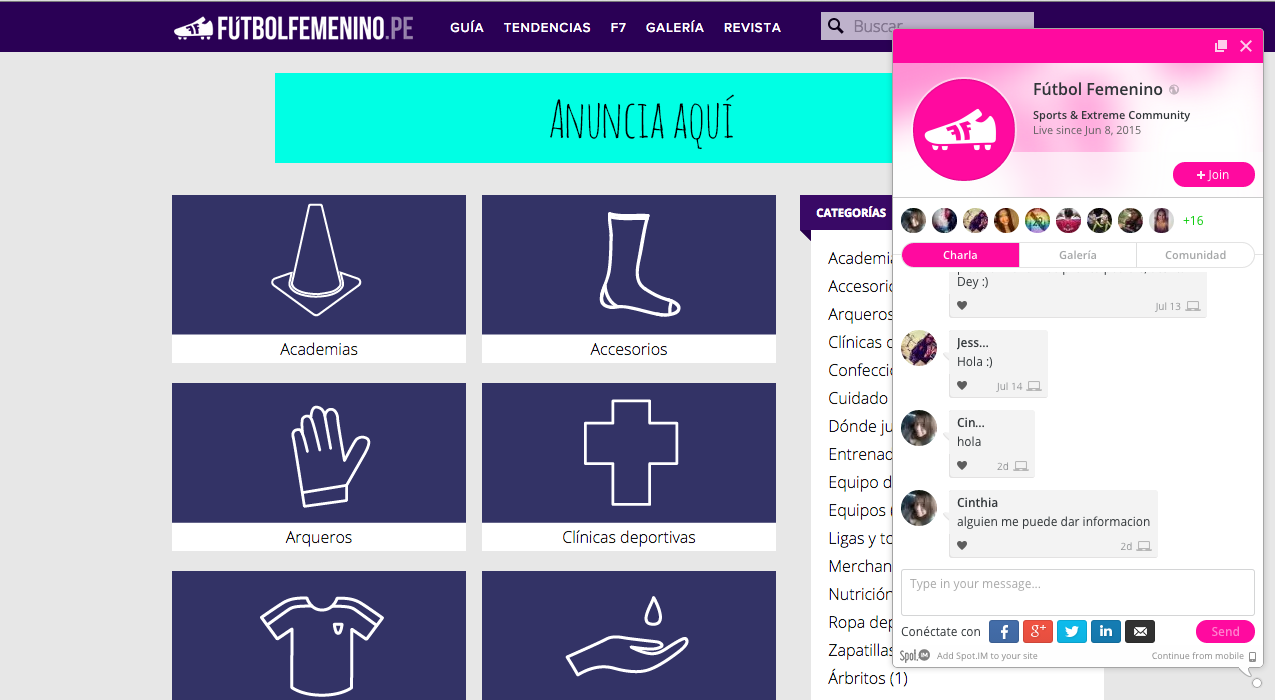 FÚTBOLFEMENINO.PE
GUÍA TENDENCIAS F7 GALERÍA REVISTA
Buscar
ANUNCIA AQUÍ
Academias
Accesorios
Arqueros
Clínicas deportivas
CATEGORÍAS
Academia
Accesorio
Arqueros
Clínicas
Confecci
Cuidado
Dónde ju
Entrenad
Equipo d
Equipos (
Ligas y to
Merchan
Nutrición
Ropa dep
Zapatillas
Árbitros (1)
Fútbol Femenino
Sports & Extreme Community
Live since Jun 8, 2015
+ Join
+16
Charla Galería Comunidad
Dey :)
Jul 13
Jess...
Hola :)
Jul 14
Cin...
hola
2d
Cinthia
alguien me puede dar informacion
2d
Type in your message...
Conéctate con
Send
Spot.IM Add Spot.IM to your site Continue from mobile